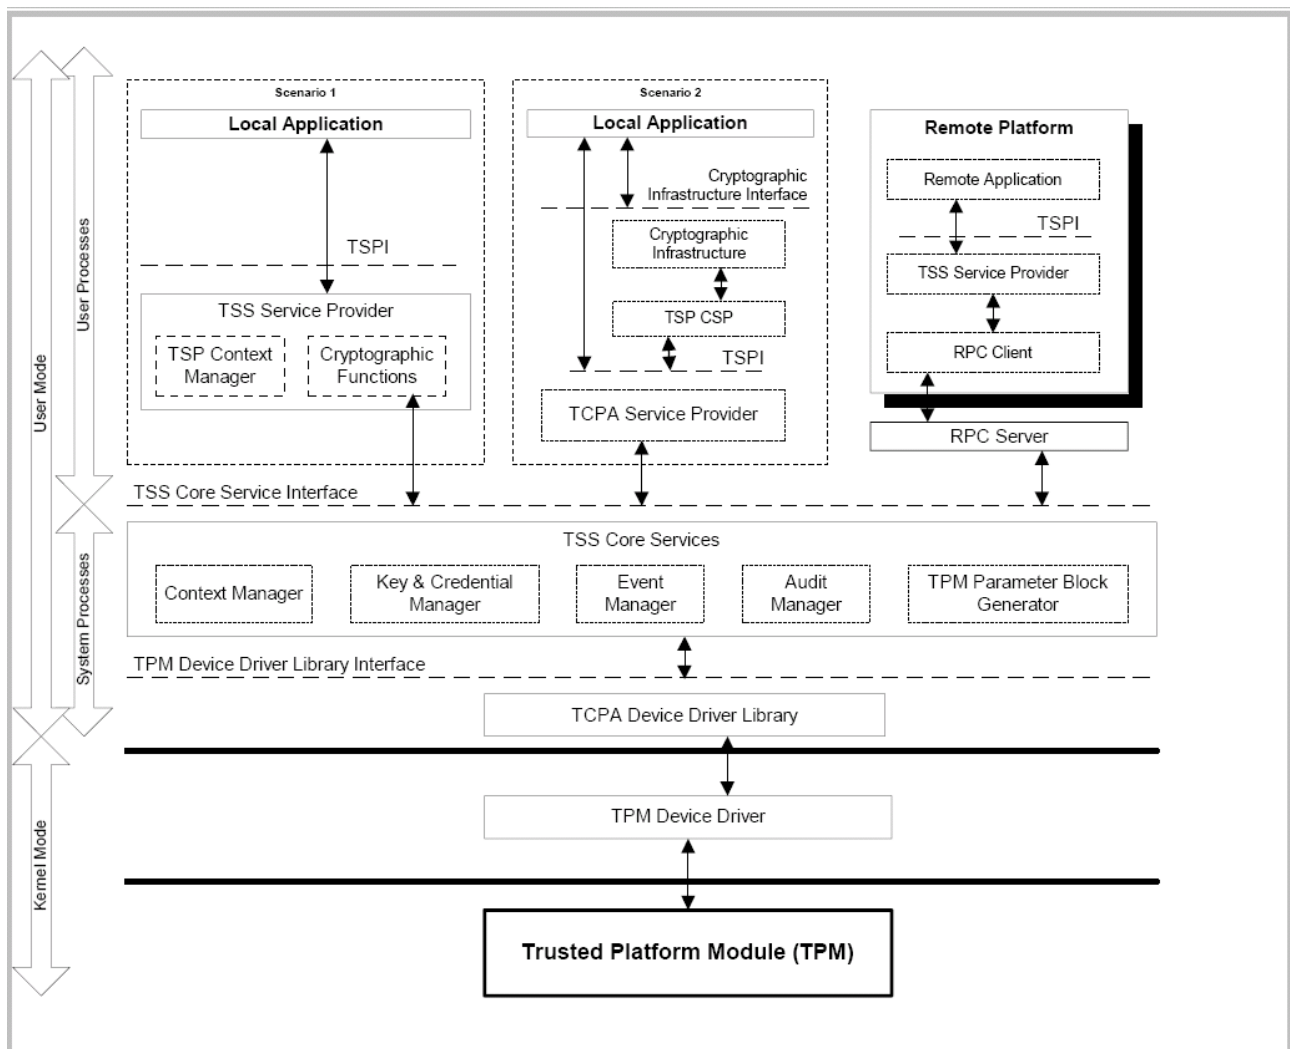 Scenario 1
Local Application
TSPI
TSS Service Provider
TSP Context
Manager
Cryptographic
Functions
Scenario 2
Local Application
Cryptographic
Infrastructure Interface
Cryptographic
Infrastructure
TSP CSP
TSPI
TCPA Service Provider
Remote Platform
Remote Application
TSPI
TSS Service Provider
RPC Client
RPC Server
User Processes
User Mode
TSS Core Service Interface
TSS Core Services
Context Manager
Key & Credential
Manager
Event
Manager
Audit
Manager
TPM Parameter Block
Generator
System Processes
TPM Device Driver Library Interface
TCPA Device Driver Library
TPM Device Driver
Kernel Mode
Trusted Platform Module (TPM)